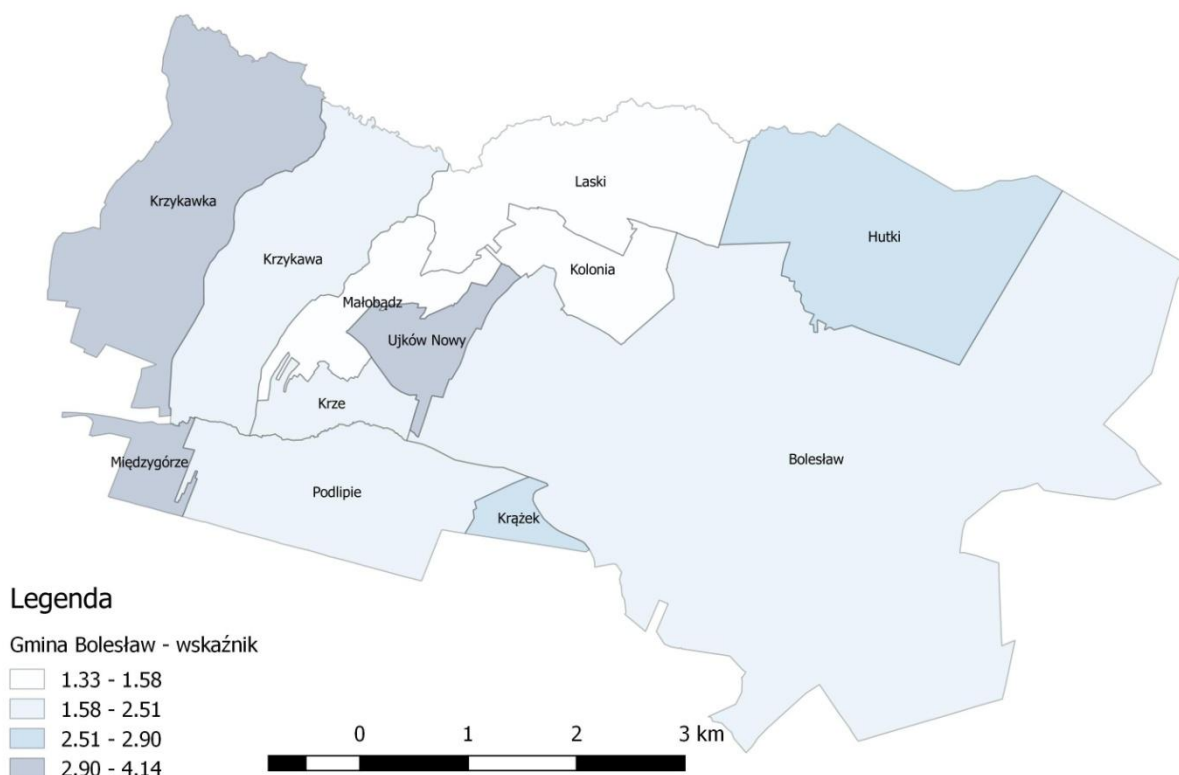 Laski
Krzykawka
Hutki
Krzykawa
Kolonia
Małobądz
Ujków Nowy
Krze
Bolesław
Międzygórze
Podlipie
Krążek
Legenda
Gmina Bolesław - wskaźnik
1.33 - 1.58
1.58 - 2.51
2.51 - 2.90
2.90 - 4.14
0 1 2 3 km